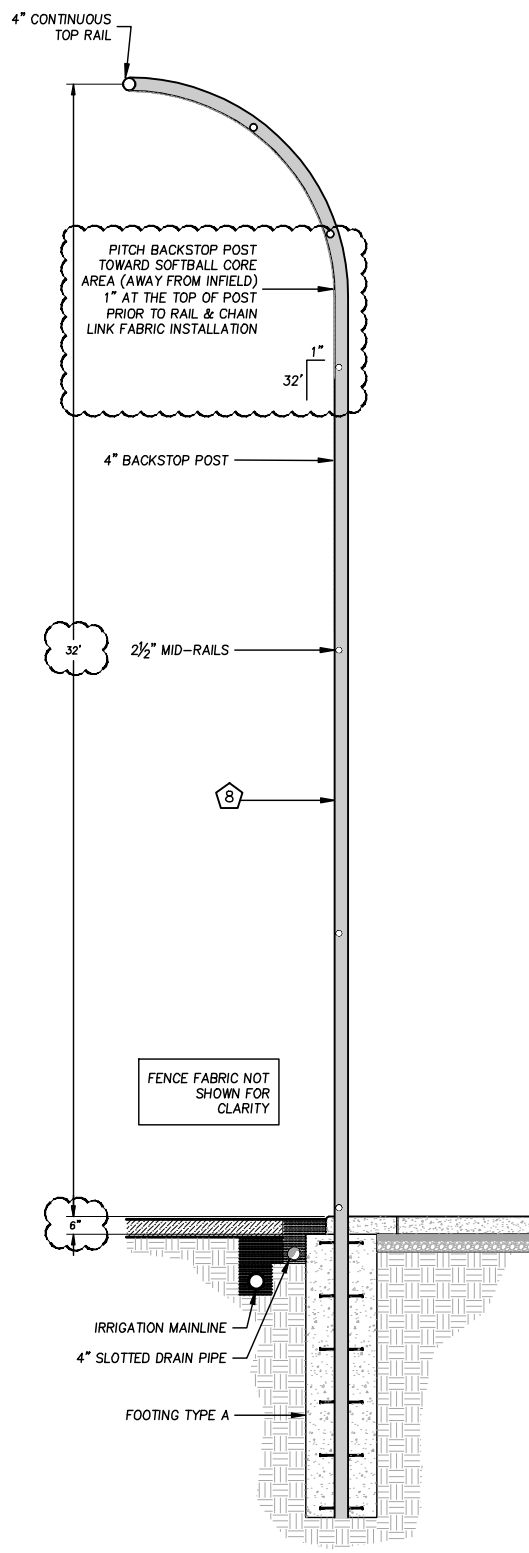 4" CONTINUOUS
TOP RAIL
PITCH BACKSTOP POST
TOWARD SOFTBALL CORE
AREA (AWAY FROM INFIELD)
1" AT THE TOP OF POST
PRIOR TO RAIL & CHAIN
LINK FABRIC INSTALLATION
1"
32'
4" BACKSTOP POST
32'
2½" MID-RAILS
8
FENCE FABRIC NOT
SHOWN FOR
CLARITY
6"
IRRIGATION MAINLINE
4" SLOTTED DRAIN PIPE
FOOTING TYPE A